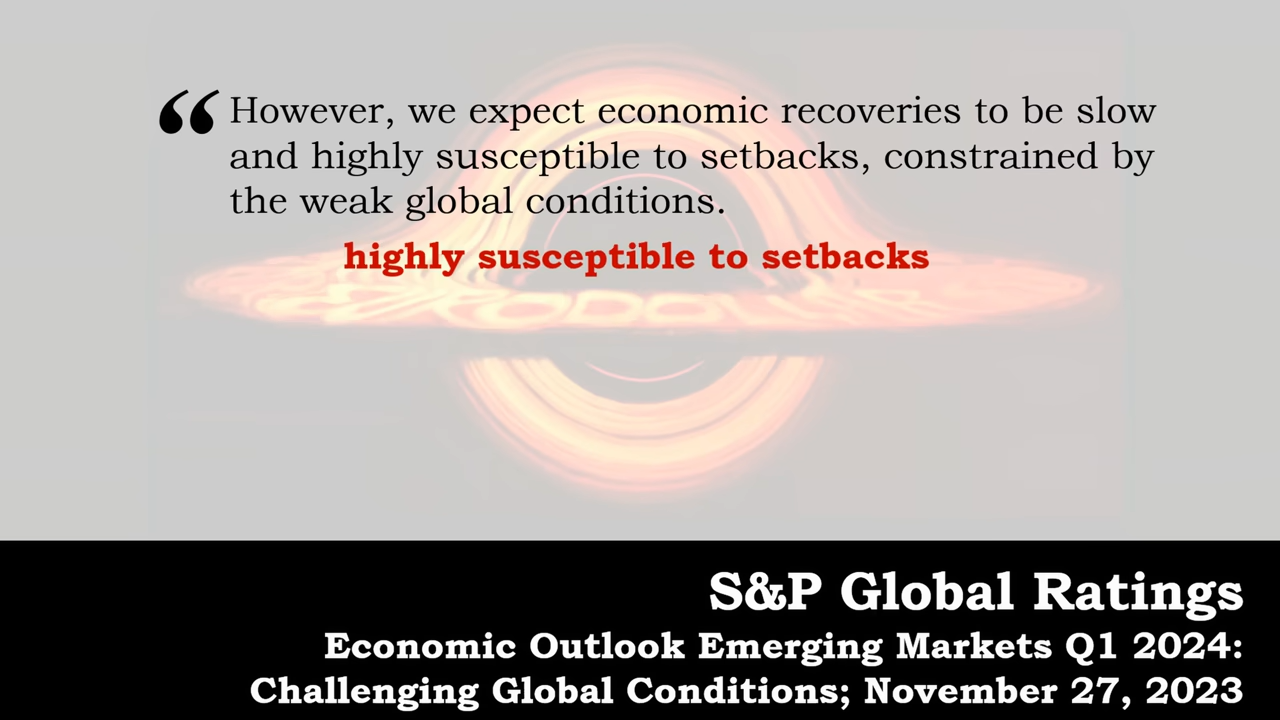 “However, we expect economic recoveries to be slow
and highly susceptible to setbacks, constrained by
the weak global conditions.
highly susceptible to setbacks
S&P Global Ratings
Economic Outlook Emerging Markets Q1 2024:
Challenging Global Conditions; November 27, 2023